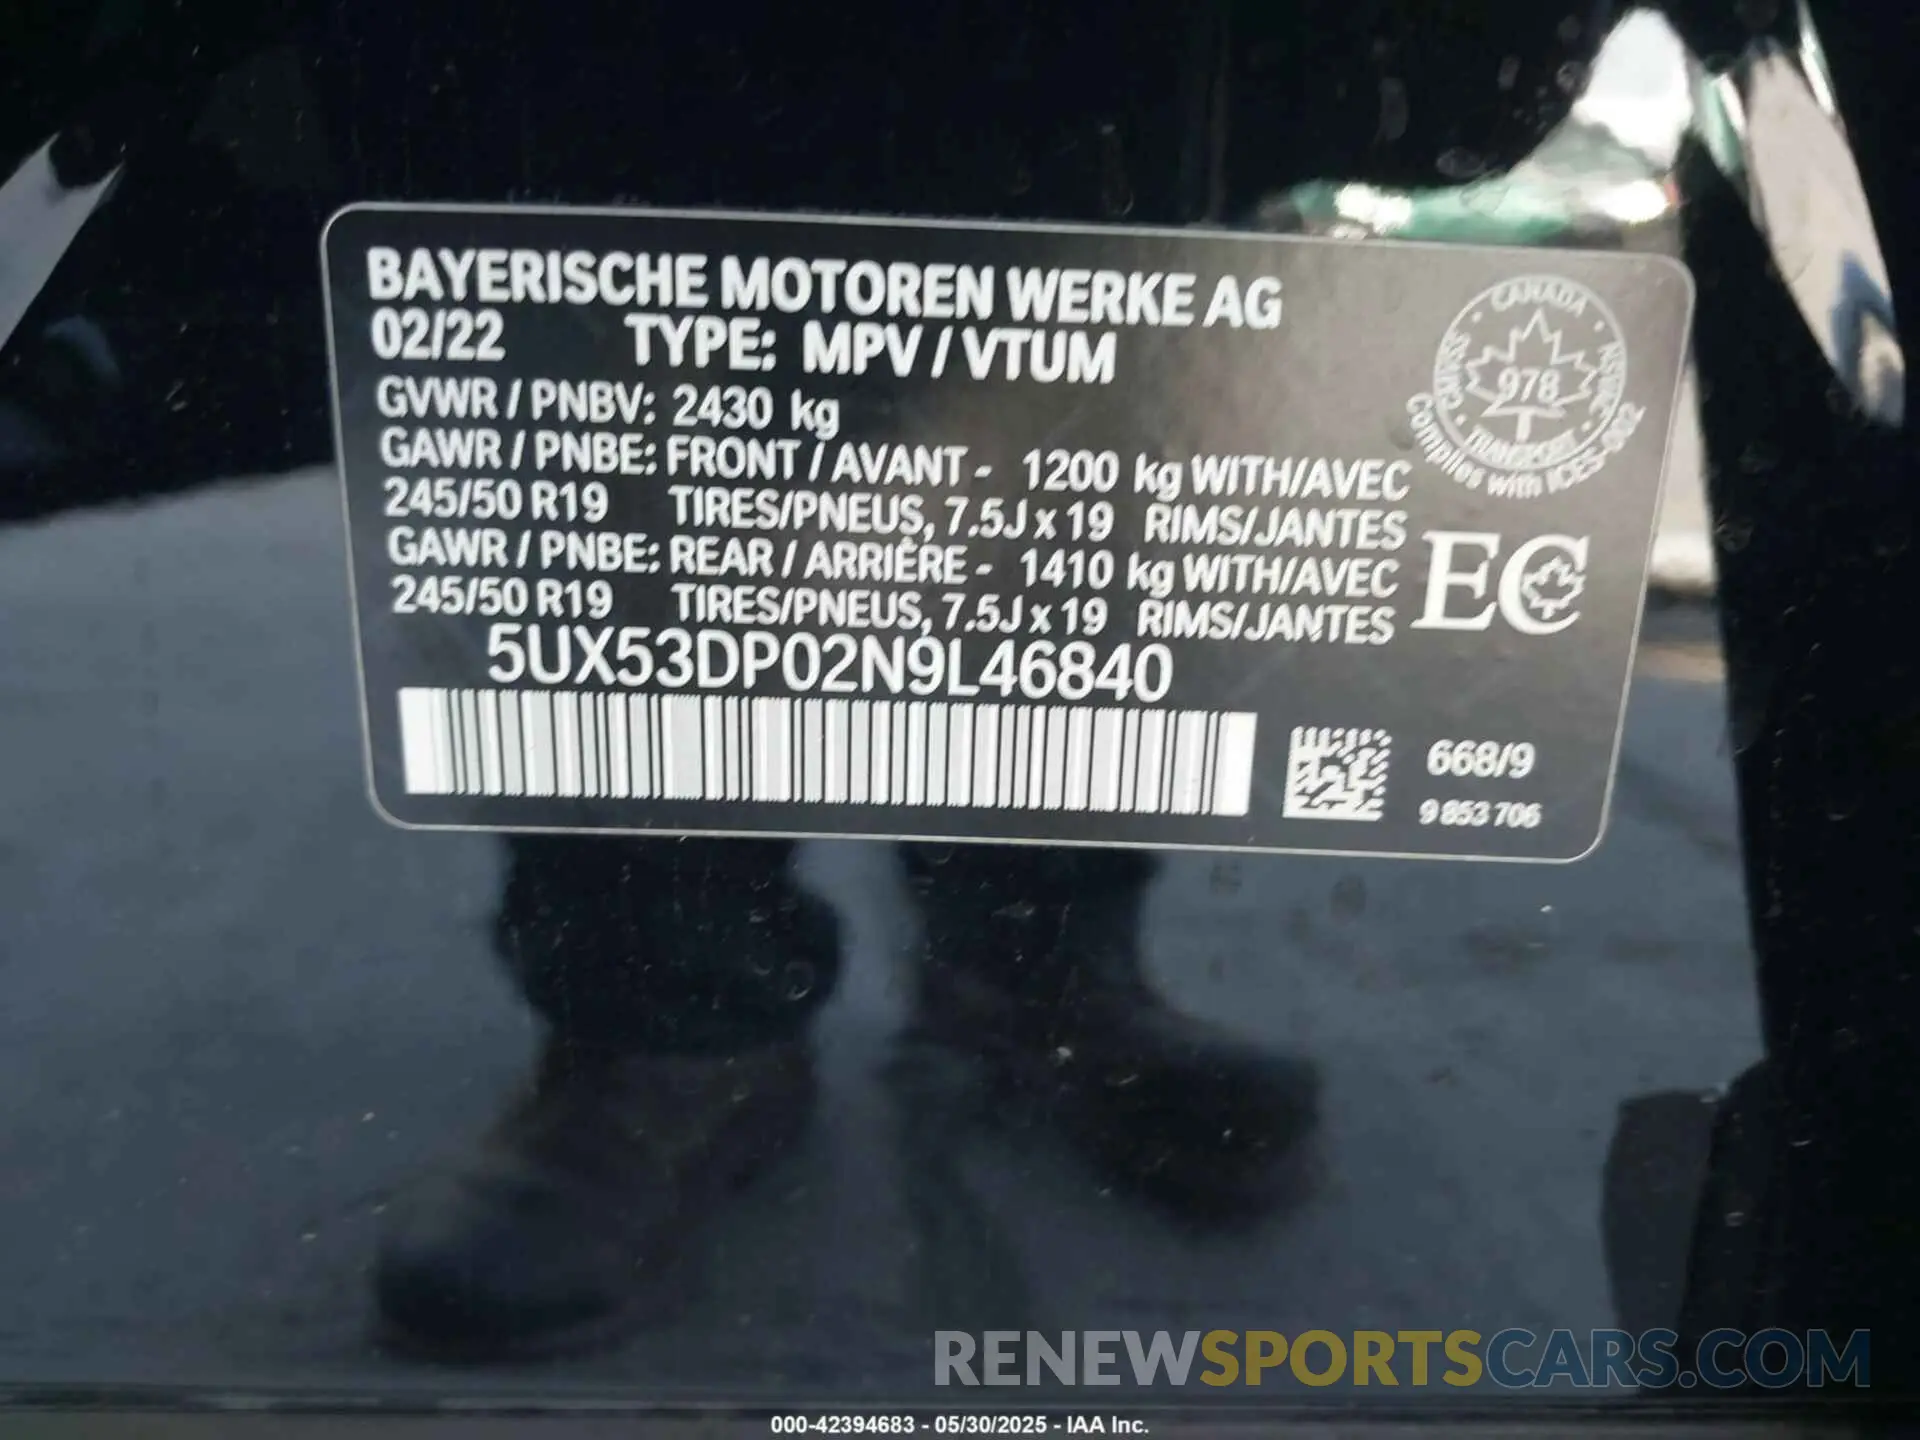 BAYERISCHE MOTOREN WERKE AG
02/22 TYPE: MPV / VTUM
GVWR / PNBV: 2430 kg
GAWR / PNBE: FRONT / AVANT - 1200 kg WITH/AVEC
245/50 R19 TIRES/PNEUS, 7.5J x 19 RIMS/JANTES
GAWR / PNBE: REAR / ARRIÈRE - 1410 kg WITH/AVEC
245/50 R19 TIRES/PNEUS, 7.5J x 19 RIMS/JANTES
5UX53DP02N9L46840
CANADA
CMVSS
NSVAC
978
TRANSPORT
Complies with ICES-002
EC
668/9
9 853 706
RENEWSPORTSCARS.COM
000-42394683 - 05/30/2025 - IAA Inc.